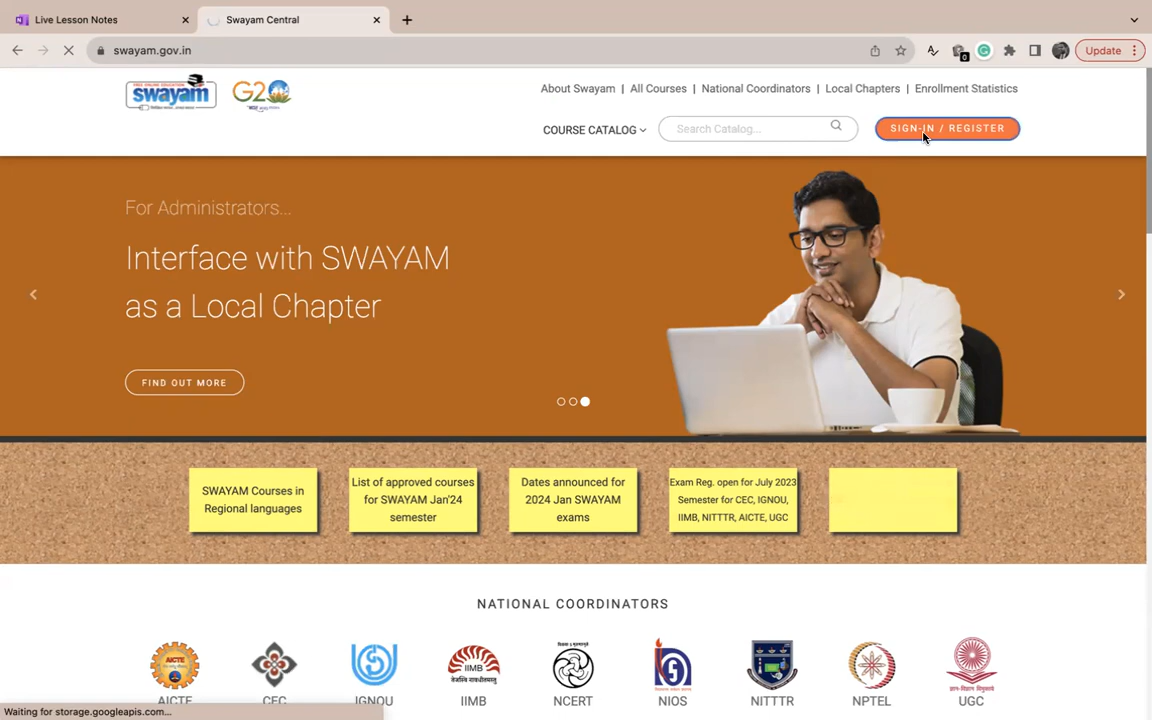 Live Lesson Notes
Swayam Central
swayam.gov.in
Update
0
swayam
G20
About Swayam | All Courses | National Coordinators | Local Chapters | Enrollment Statistics
COURSE CATALOG
Search Catalog...
SIGN-IN / REGISTER
For Administrators...
Interface with SWAYAM
as a Local Chapter
FIND OUT MORE
SWAYAM Courses in
Regional languages
List of approved courses
for SWAYAM Jan'24
semester
Dates announced for
2024 Jan SWAYAM
exams
Exam Reg. open for July 2023
Semester for CEC, IGNOU,
IIMB, NITTTR, AICTE, UGC
NATIONAL COORDINATORS
AICTE
CEC
IGNOU
IIMB
NCERT
NIOS
NITTTR
NPTEL
UGC
Waiting for storage.googleapis.com...